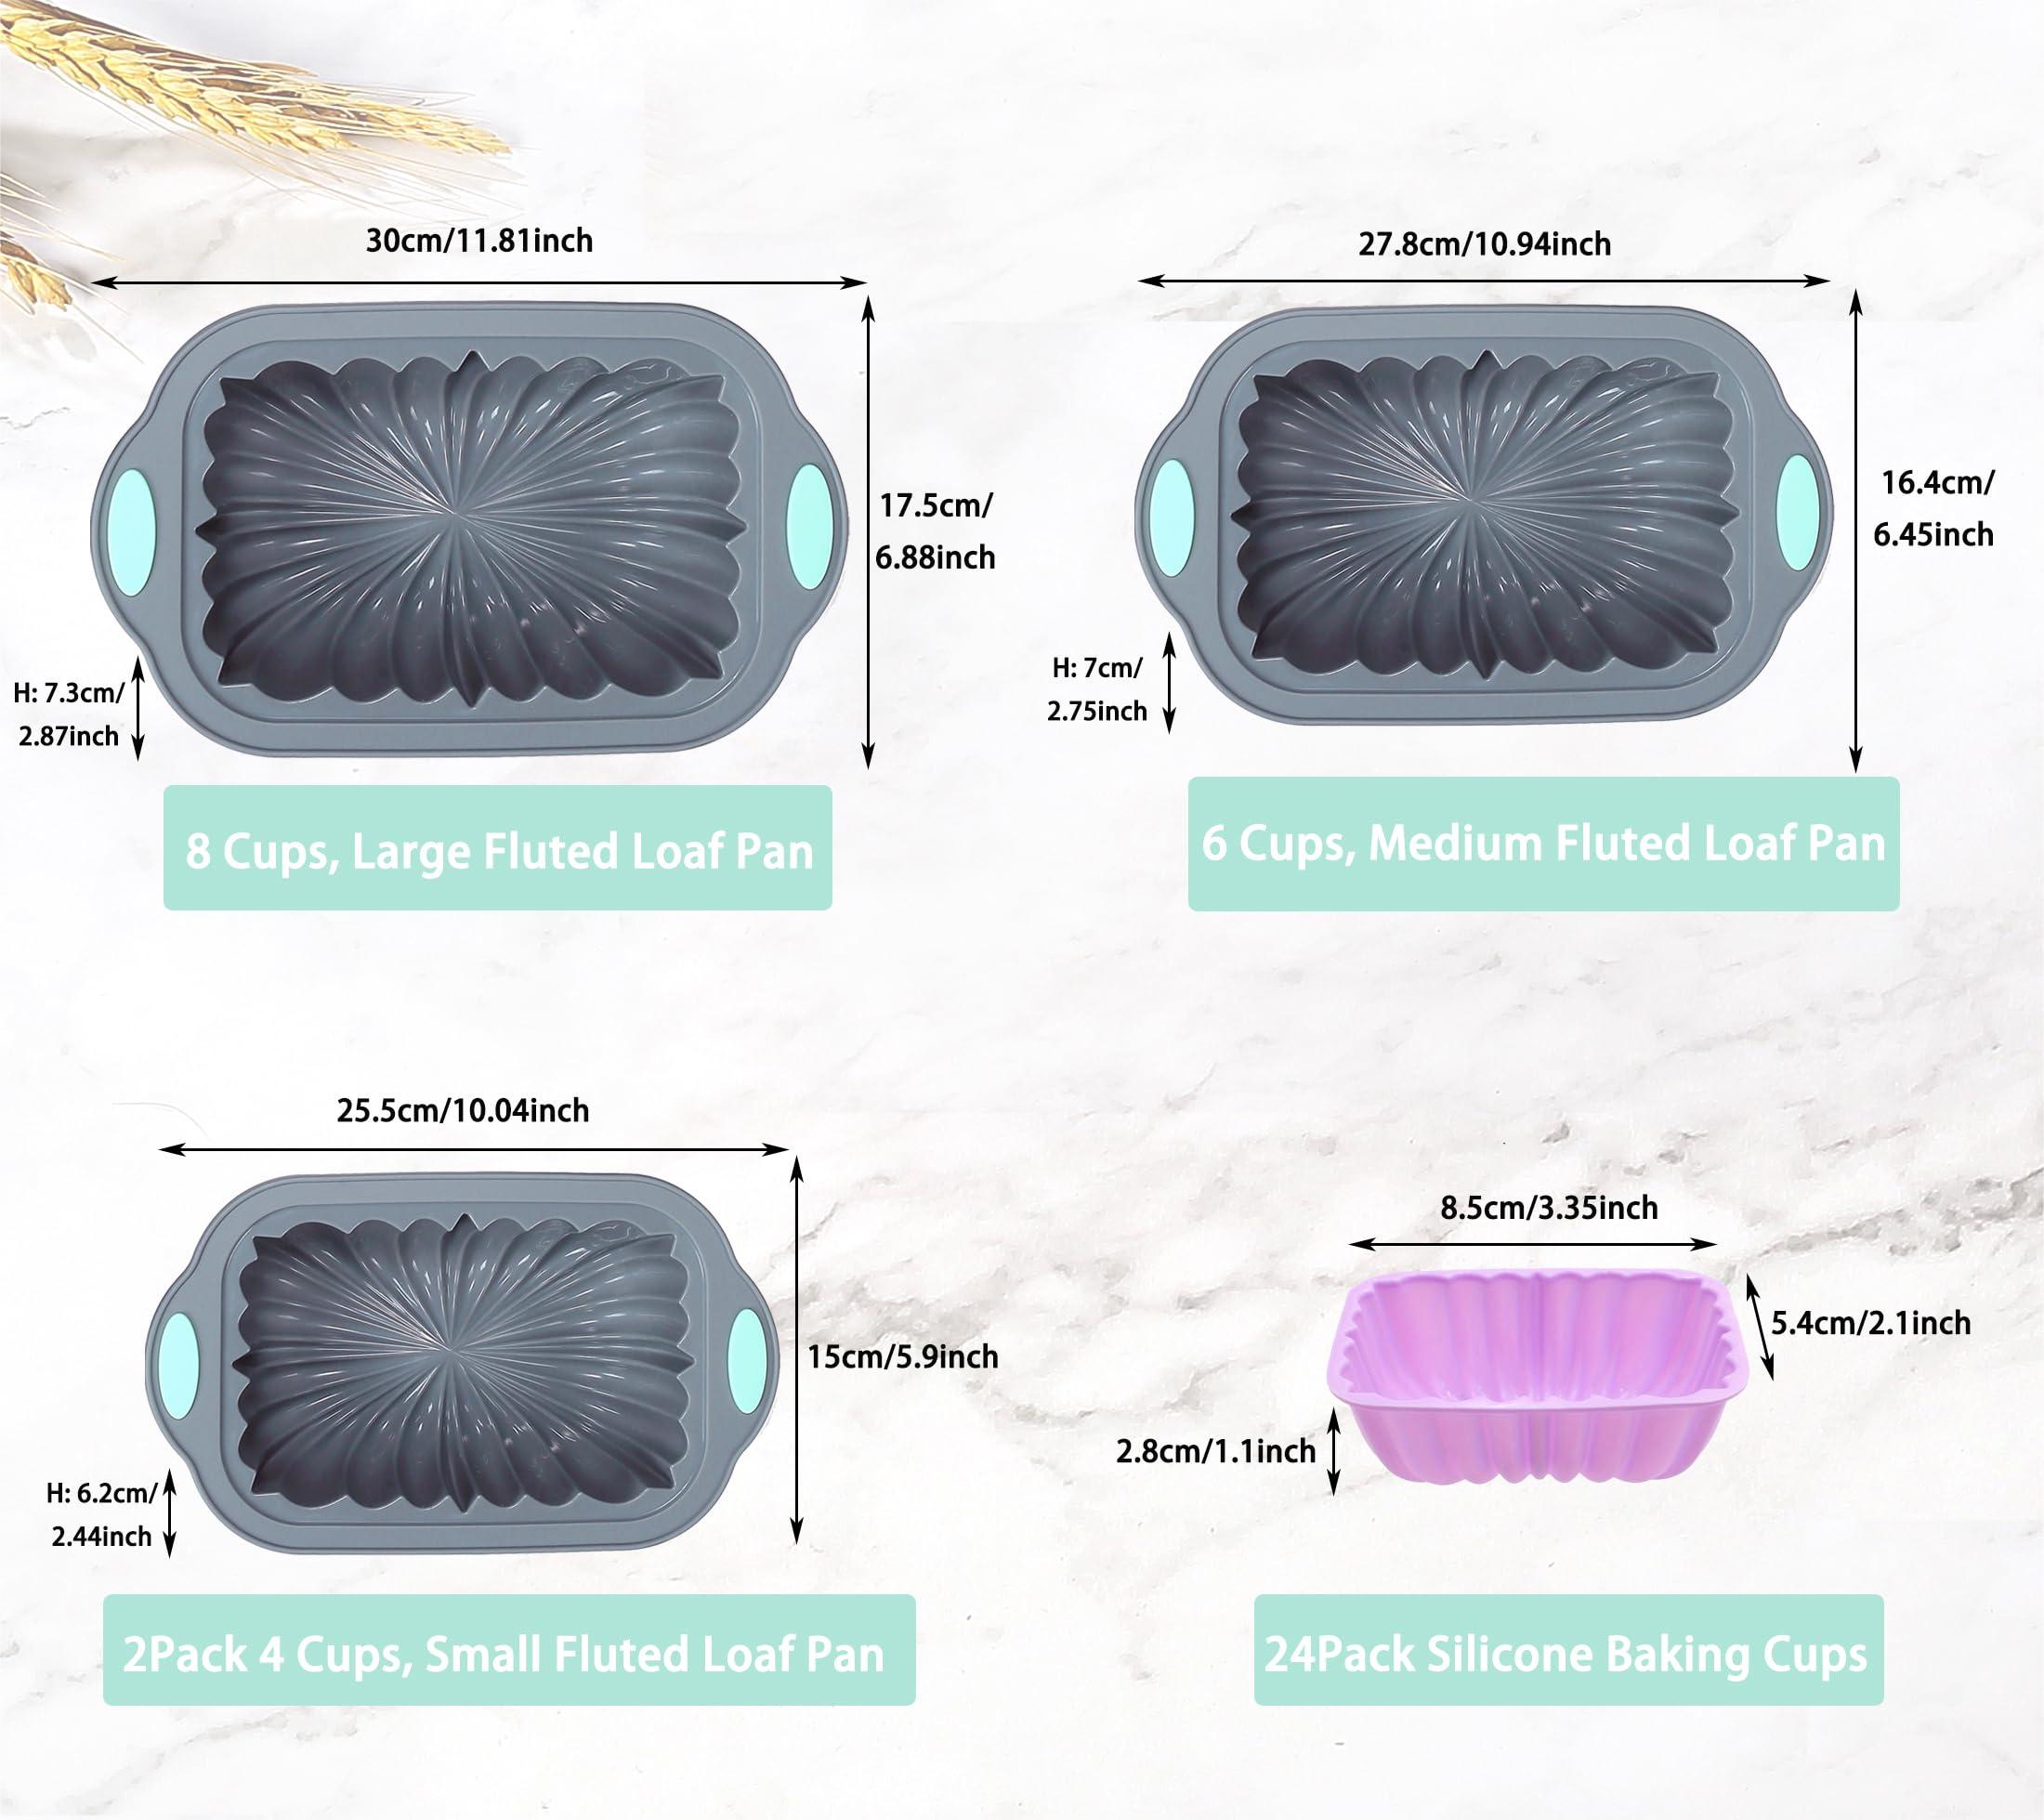 30cm/11.81inch
17.5cm/
6.88inch
H: 7.3cm/
2.87inch
8 Cups, Large Fluted Loaf Pan
27.8cm/10.94inch
16.4cm/
6.45inch
H: 7cm/
2.75inch
6 Cups, Medium Fluted Loaf Pan
25.5cm/10.04inch
15cm/5.9inch
H: 6.2cm/
2.44inch
2Pack 4 Cups, Small Fluted Loaf Pan
8.5cm/3.35inch
5.4cm/2.1inch
2.8cm/1.1inch
24Pack Silicone Baking Cups